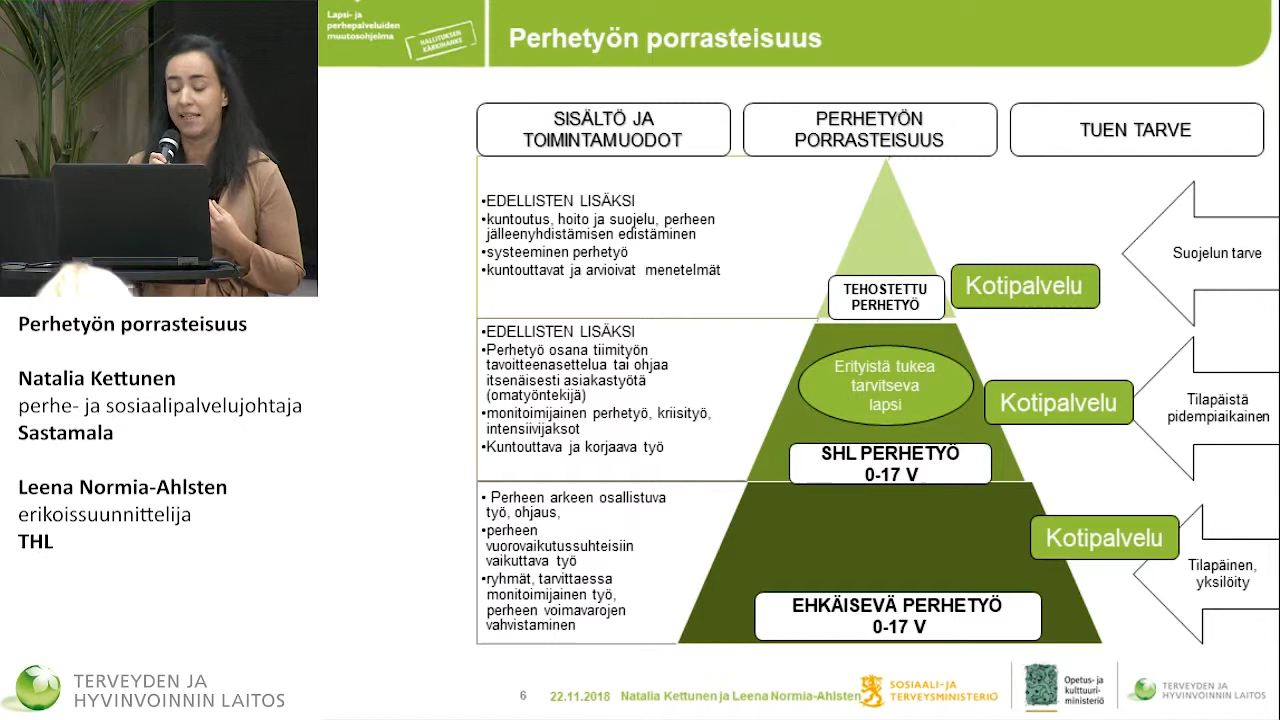 Lapsi- ja
perhepalveluiden
muutosohjelma
HALLITUKSEN
KÄRKIHANKE
Perhetyön porrasteisuus
SISÄLTÖ JA
TOIMINTAMUODOT
PERHETYÖN
PORRASTEISUUS
TUEN TARVE
•EDELLISTEN LISÄKSI
•kuntoutus, hoito ja suojelu, perheen
jälleenyhdistämisen edistäminen
•systeeminen perhetyö
•kuntouttavat ja arvioivat menetelmät
TEHOSTETTU
PERHETYÖ
Kotipalvelu
Suojelun tarve
•EDELLISTEN LISÄKSI
•Perhetyö osana tiimityön
tavoitteenasettelua tai ohjaa
itsenäisesti asiakastyötä
(omatyöntekijä)
•monitoimijainen perhetyö, kriisityö,
intensiivijaksot
•Kuntouttava ja korjaava työ
Erityistä tukea
tarvitseva
lapsi
SHL PERHETYÖ
0-17 V
Kotipalvelu
Tilapäistä
pidempiaikainen
• Perheen arkeen osallistuva
työ, ohjaus,
•perheen
vuorovaikutussuhteisiin
vaikuttava työ
•ryhmät, tarvittaessa
monitoimijainen työ,
perheen voimavarojen
vahvistaminen
EHKÄISEVÄ PERHETYÖ
0-17 V
Kotipalvelu
Tilapäinen,
yksilöity
Perhetyön porrasteisuus
Natalia Kettunen
perhe- ja sosiaalipalvelujohtaja
Sastamala
Leena Normia-Ahlsten
erikoissuunnittelija
THL
TERVEYDEN JA
HYVINVOINNIN LAITOS
6
22.11.2018 Natalia Kettunen ja Leena Normia-Ahlsten
SOSIAALI- JA
TERVEYSMINISTERIÖ
Opetus- ja
kulttuuri-
ministeriö
TERVEYDEN JA
HYVINVOINNIN LAITOS